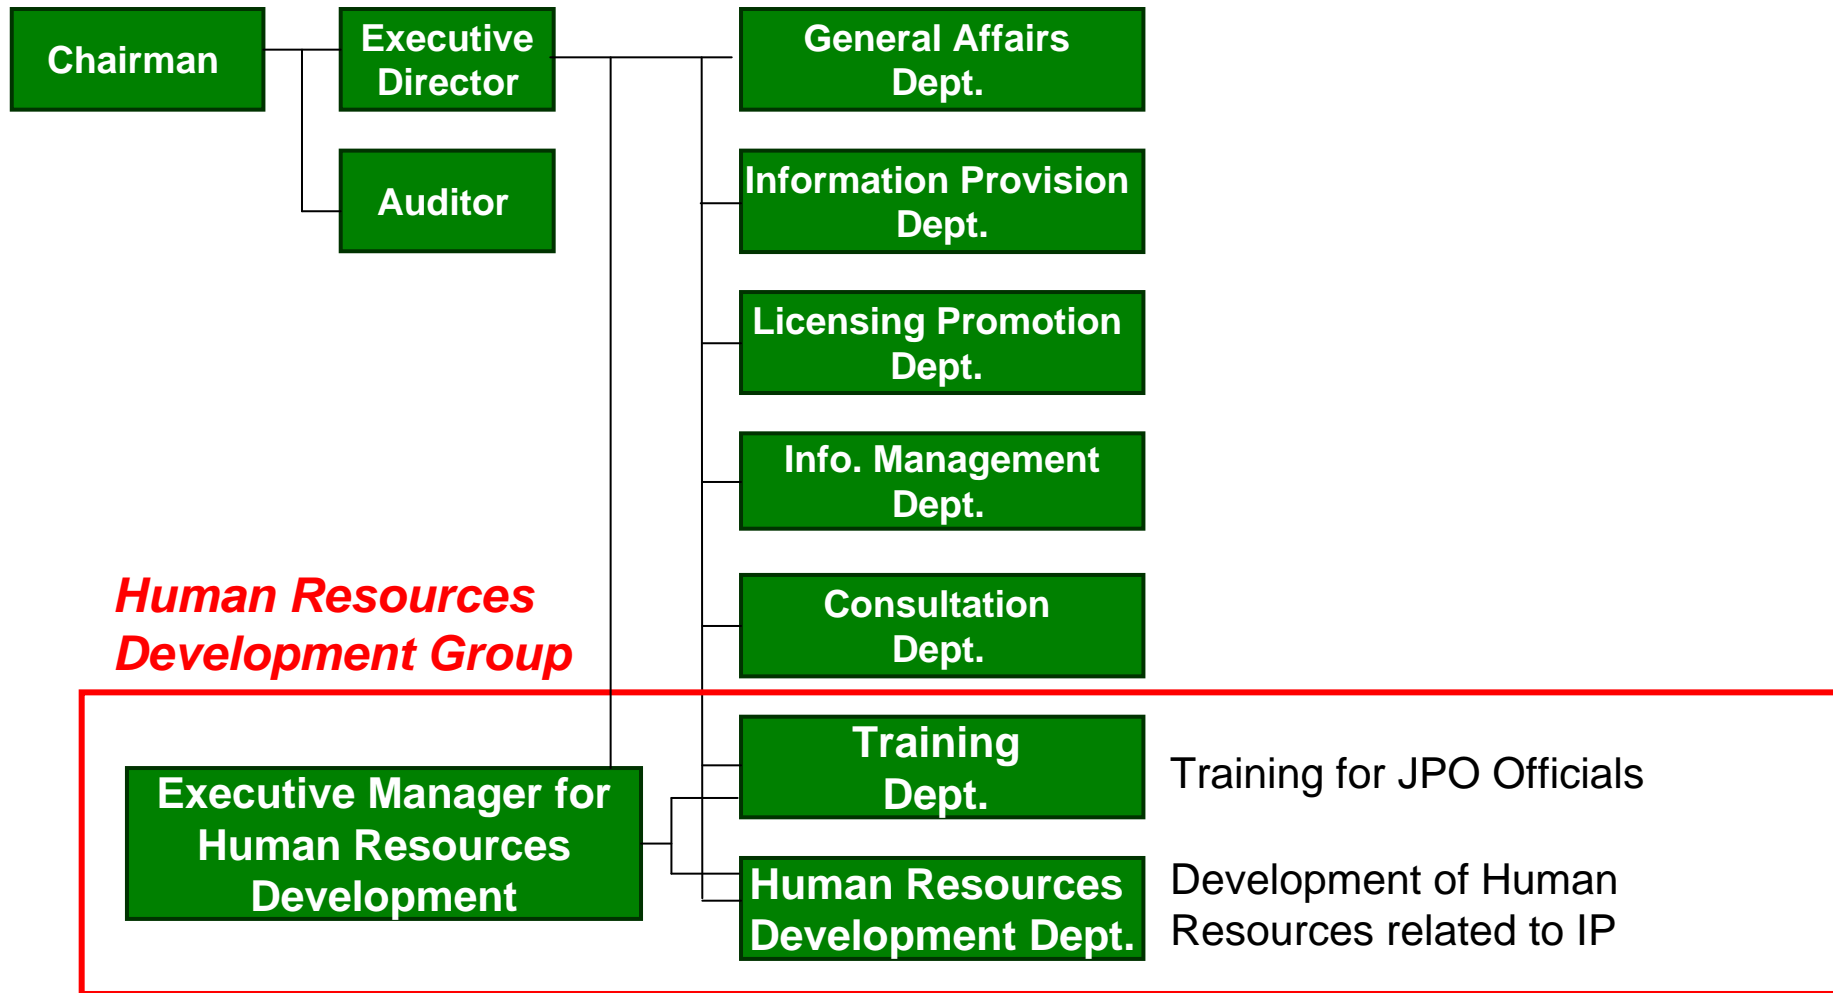 Chairman
Executive
Director
Auditor
General Affairs
Dept.
Information Provision
Dept.
Licensing Promotion
Dept.
Info. Management
Dept.
Consultation
Dept.
Human Resources
Development Group
Executive Manager for
Human Resources
Development
Training
Dept.
Training for JPO Officials
Human Resources
Development Dept.
Development of Human
Resources related to IP